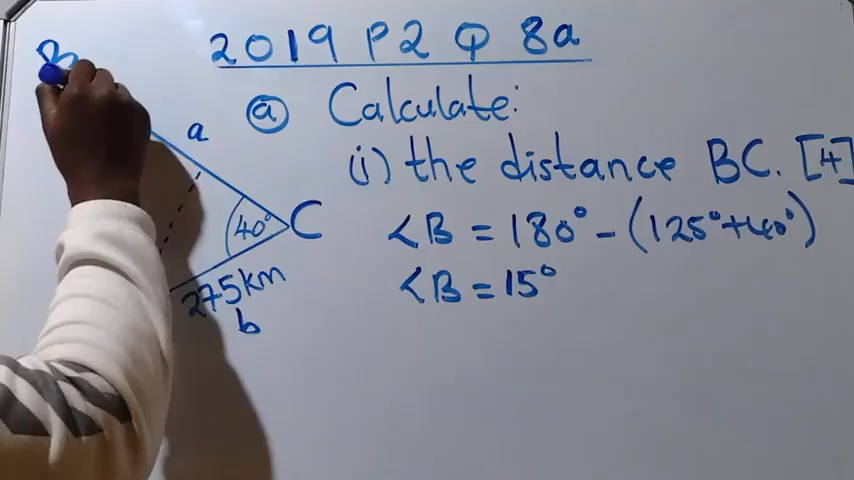 2019 P2 Q 8a
B
a
ⓐ Calculate:
(i) the distance BC. [4]
40° C
<B = 180° - (125°+40°)
275km
<B = 15°
b